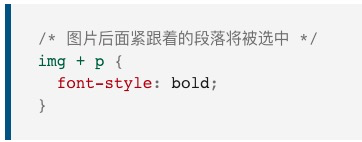 /* 图片后面紧跟着的段落将被选中 */
img + p {
  font-style: bold;
}